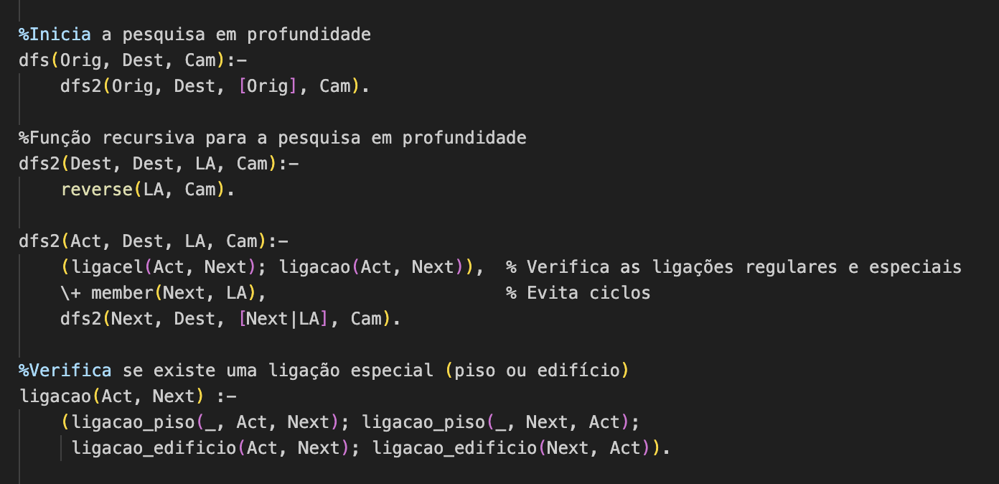 %Inicia a pesquisa em profundidade
dfs(Orig, Dest, Cam):-
    dfs2(Orig, Dest, [Orig], Cam).
%Função recursiva para a pesquisa em profundidade
dfs2(Dest, Dest, LA, Cam):-
    reverse(LA, Cam).
dfs2(Act, Dest, LA, Cam):-
    (ligacel(Act, Next); ligacao(Act, Next)),  % Verifica as ligações regulares e especiais
    \+ member(Next, LA),                       % Evita ciclos
    dfs2(Next, Dest, [Next|LA], Cam).
%Verifica se existe uma ligação especial (piso ou edifício)
ligacao(Act, Next) :-
    (ligacao_piso(_, Act, Next); ligacao_piso(_, Next, Act);
     ligacao_edificio(Act, Next); ligacao_edificio(Next, Act)).